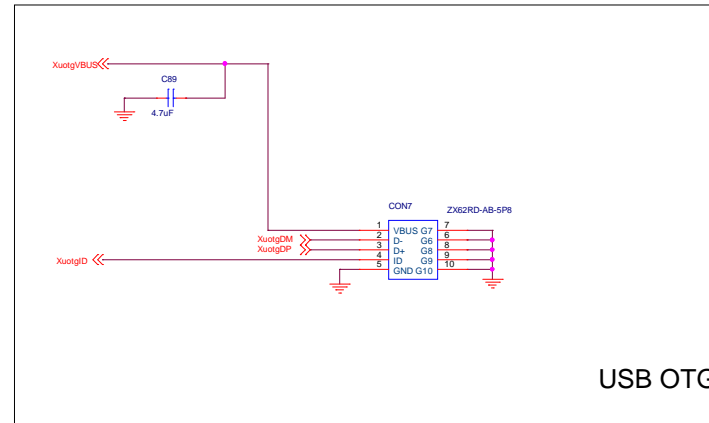 XuotgVBUS
C89
4.7uF
CON7
ZX62RD-AB-5P8
1 VBUS G7 7
XuotgDM 2 D- G6 6
XuotgDP 3 D+ G8 8
XuotgID 4 ID G9 9
5 GND G10 10
USB OTG